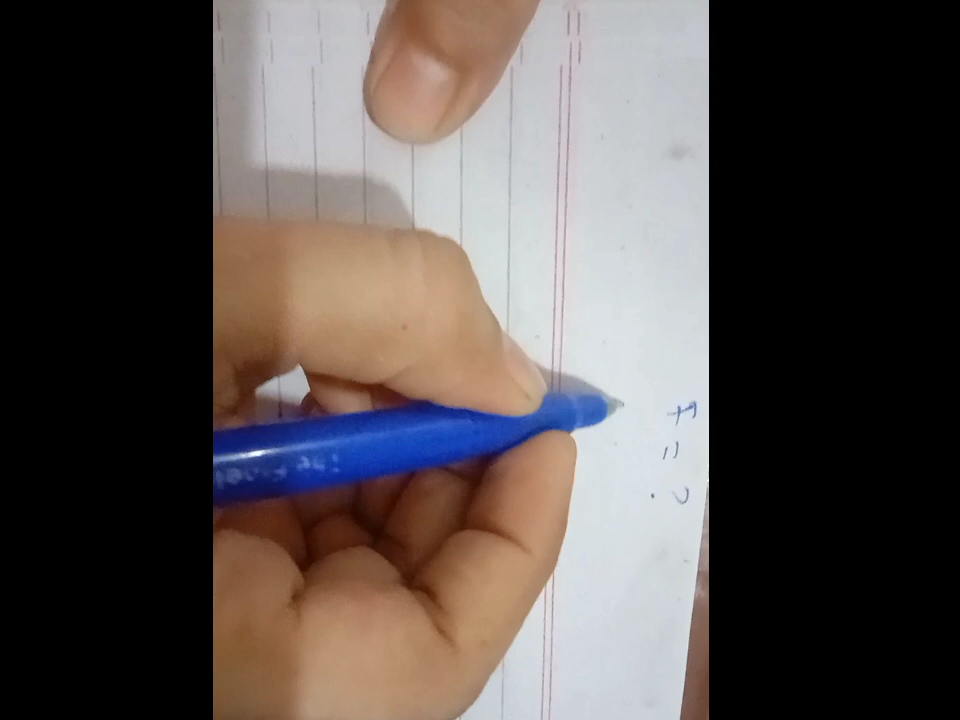 F = ?